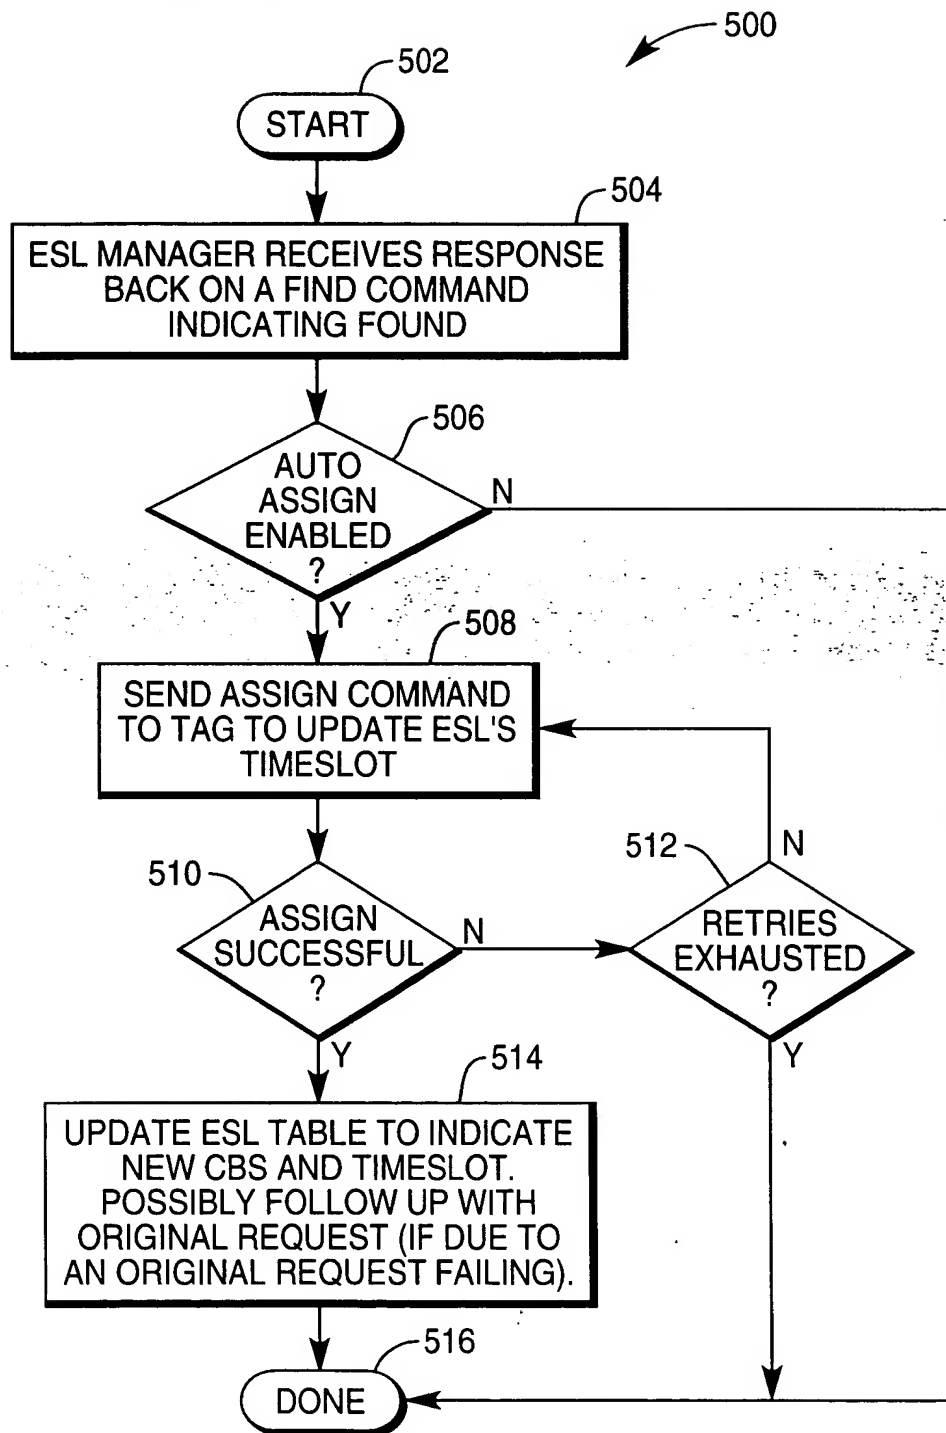 500
502
START
504
ESL MANAGER RECEIVES RESPONSE
BACK ON A FIND COMMAND
INDICATING FOUND
506
AUTO
ASSIGN
ENABLED
?
N
Y
508
SEND ASSIGN COMMAND
TO TAG TO UPDATE ESL'S
TIMESLOT
510
ASSIGN
SUCCESSFUL
?
N
512
N
RETRIES
EXHAUSTED
?
Y
Y
514
UPDATE ESL TABLE TO INDICATE
NEW CBS AND TIMESLOT.
POSSIBLY FOLLOW UP WITH
ORIGINAL REQUEST (IF DUE TO
AN ORIGINAL REQUEST FAILING).
516
DONE